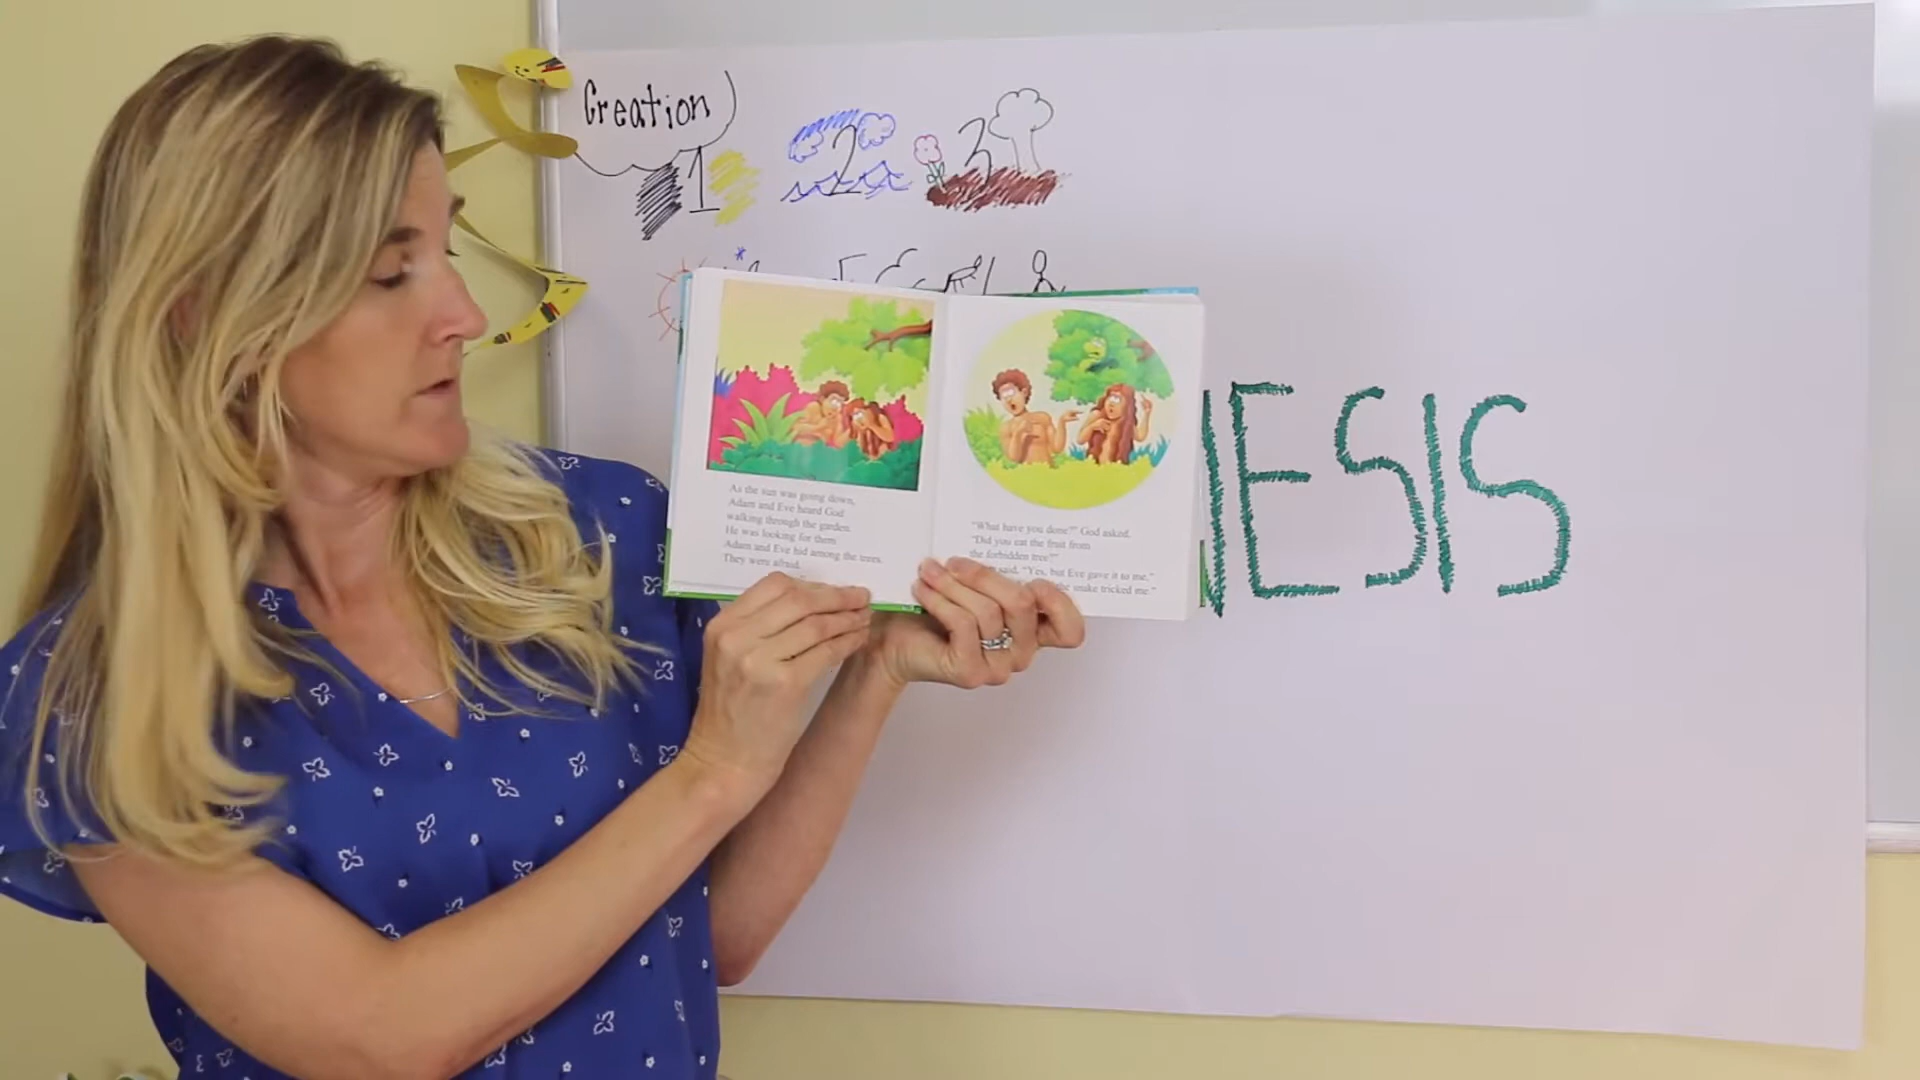 Creation
1 2 3
As the sun was going down,
Adam and Eve heard God
walking through the garden.
He was looking for them.
Adam and Eve hid among the trees.
They were afraid.
"What have you done?" God asked.
"Did you eat the fruit from
the forbidden tree?"
said, "Yes, but Eve gave it to me."
the snake tricked me."
ESIS